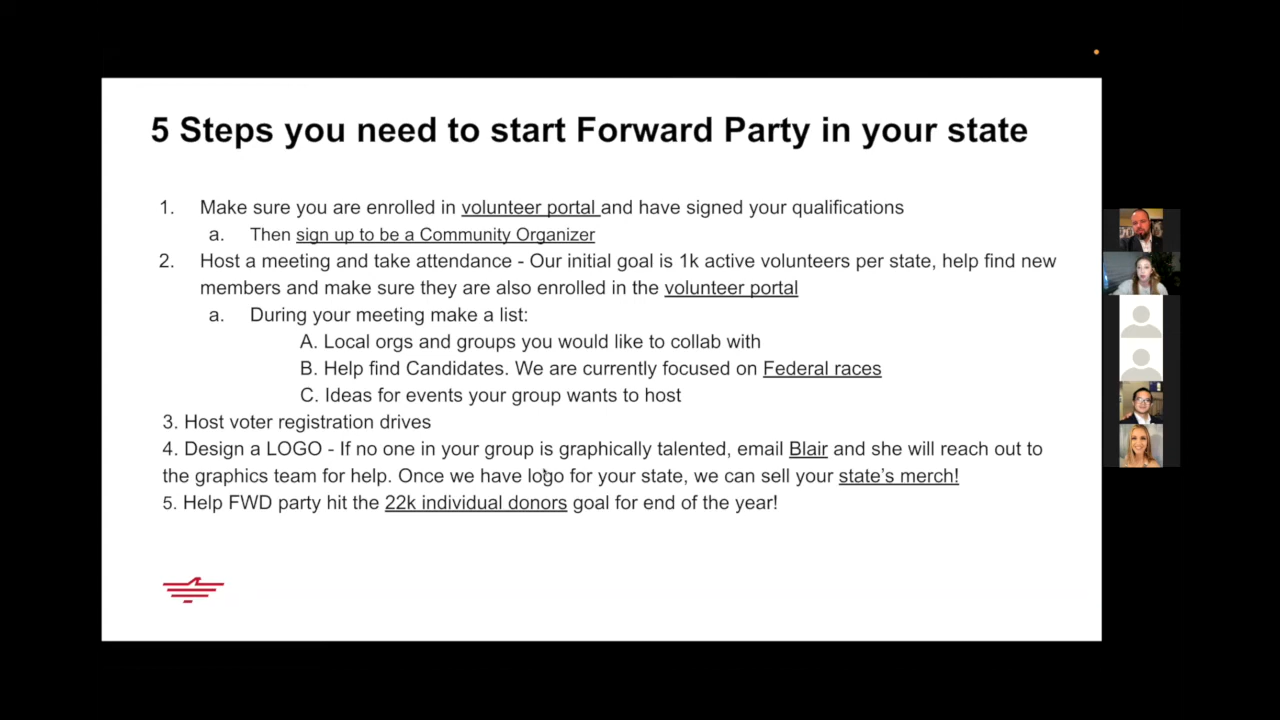 5 Steps you need to start Forward Party in your state
1. Make sure you are enrolled in volunteer portal and have signed your qualifications
a. Then sign up to be a Community Organizer
2. Host a meeting and take attendance - Our initial goal is 1k active volunteers per state, help find new
members and make sure they are also enrolled in the volunteer portal
a. During your meeting make a list:
A. Local orgs and groups you would like to collab with
B. Help find Candidates. We are currently focused on Federal races
C. Ideas for events your group wants to host
3. Host voter registration drives
4. Design a LOGO - If no one in your group is graphically talented, email Blair and she will reach out to
the graphics team for help. Once we have logo for your state, we can sell your state’s merch!
5. Help FWD party hit the 22k individual donors goal for end of the year!